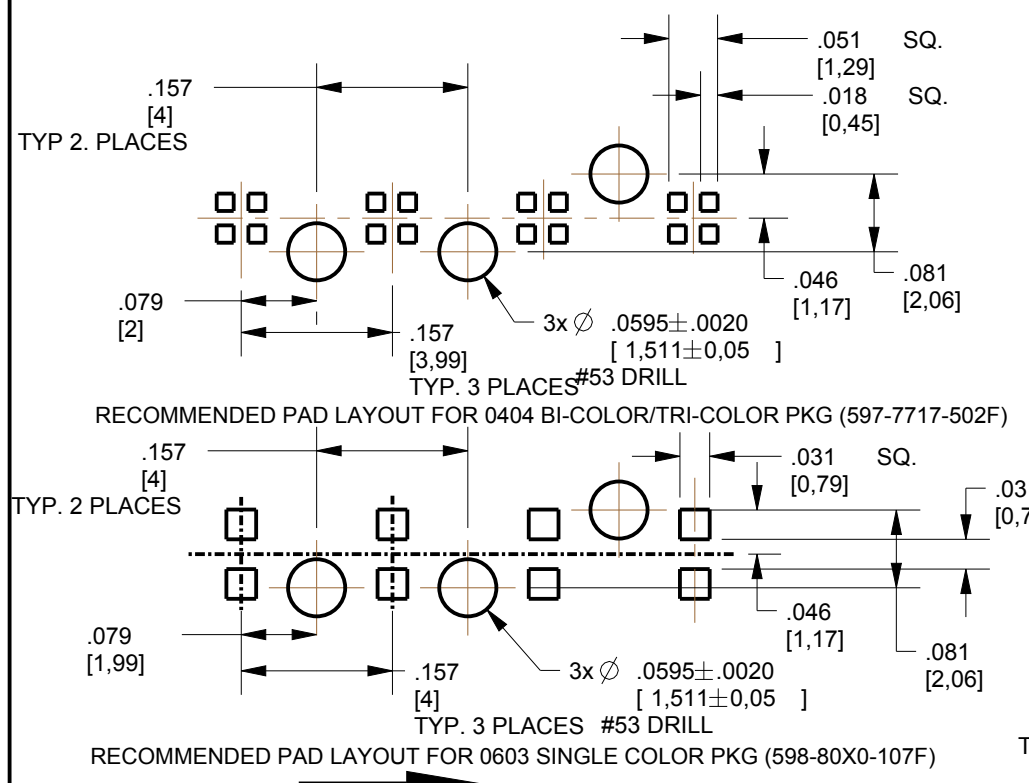 .051 SQ.
[1,29]
.157
[4]
TYP 2. PLACES
.018 SQ.
[0,45]
.079
[2]
.157
[3,99]
TYP. 3 PLACES
3x Ø .0595±.0020
[ 1,511±0,05 ]
#53 DRILL
.046
[1,17]
.081
[2,06]
RECOMMENDED PAD LAYOUT FOR 0404 BI-COLOR/TRI-COLOR PKG (597-7717-502F)
.157
[4]
TYP. 2 PLACES
.031 SQ.
[0,79]
.03
[0,7
.079
[1,99]
.157
[4]
TYP. 3 PLACES
3x Ø .0595±.0020
[ 1,511±0,05 ]
#53 DRILL
.046
[1,17]
.081
[2,06]
RECOMMENDED PAD LAYOUT FOR 0603 SINGLE COLOR PKG (598-80X0-107F)
T